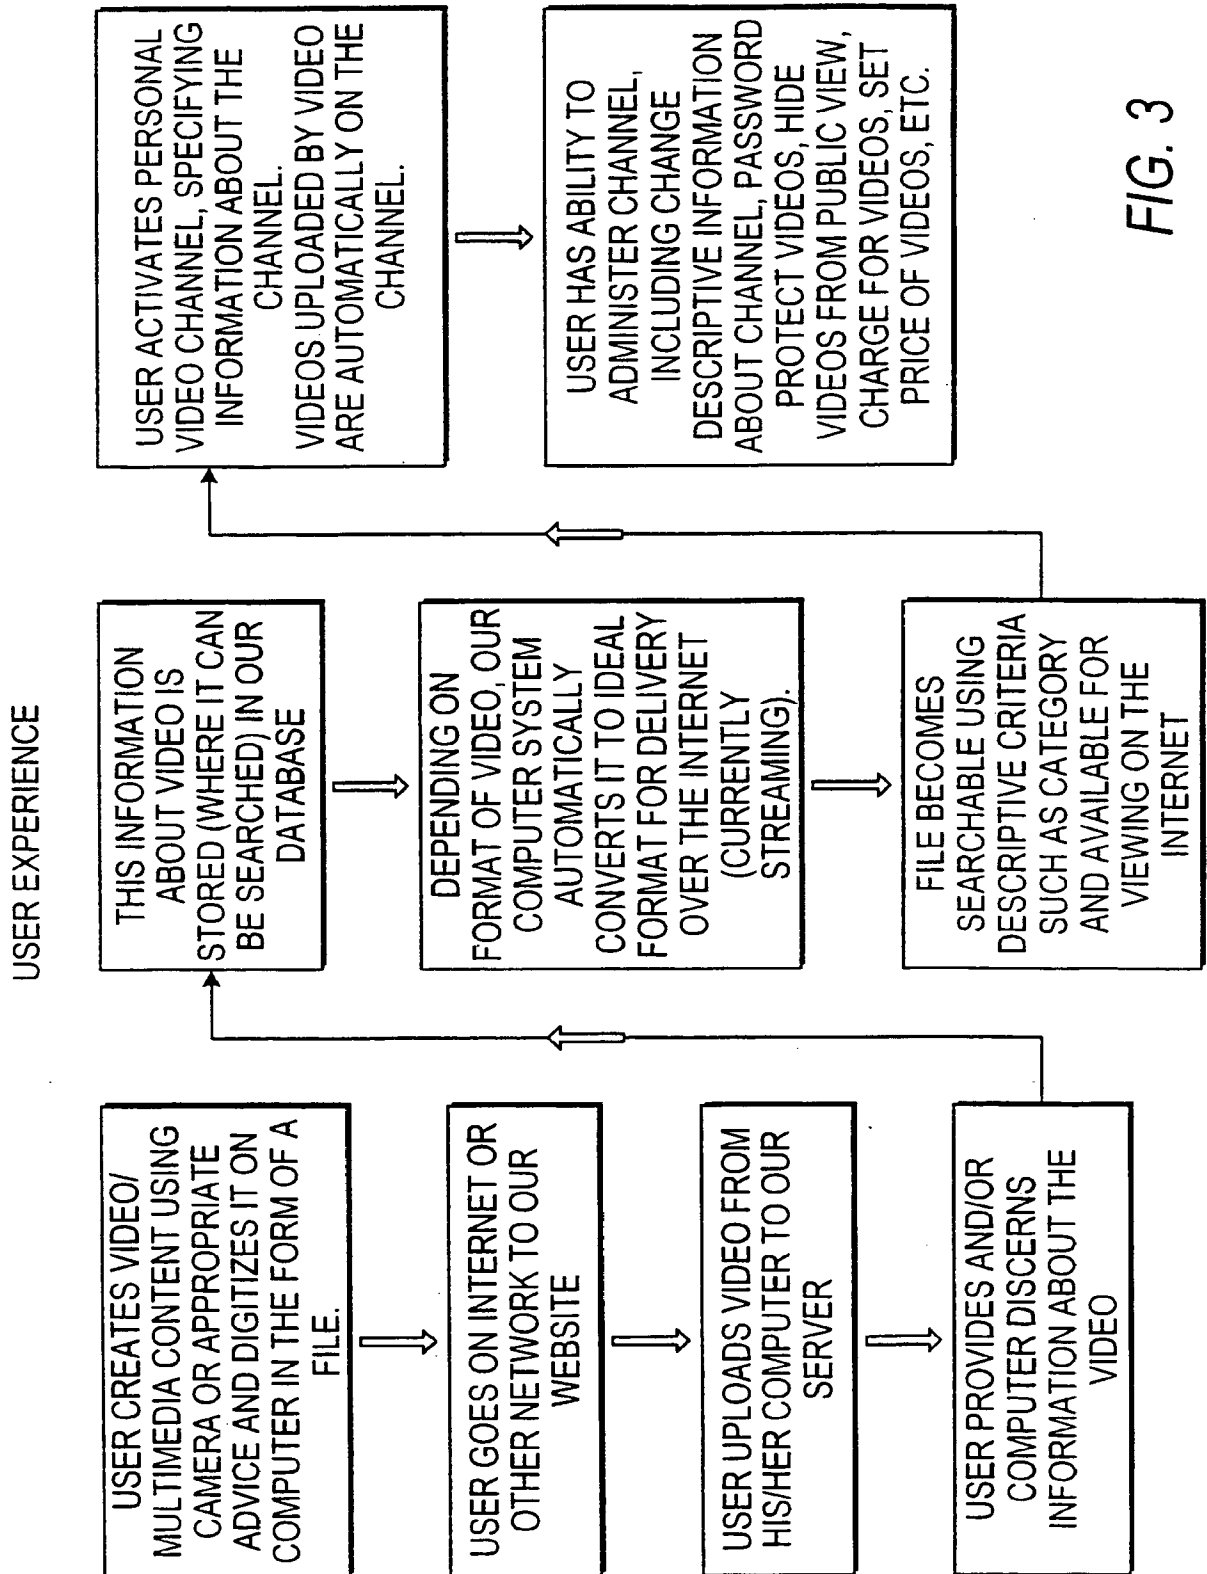 USER EXPERIENCE
USER CREATES VIDEO/
MULTIMEDIA CONTENT USING
CAMERA OR APPROPRIATE
ADVICE AND DIGITIZES IT ON
COMPUTER IN THE FORM OF A
FILE.
USER GOES ON INTERNET OR
OTHER NETWORK TO OUR
WEBSITE
USER UPLOADS VIDEO FROM
HIS/HER COMPUTER TO OUR
SERVER
USER PROVIDES AND/OR
COMPUTER DISCERNS
INFORMATION ABOUT THE
VIDEO
THIS INFORMATION
ABOUT VIDEO IS
STORED (WHERE IT CAN
BE SEARCHED) IN OUR
DATABASE
DEPENDING ON
FORMAT OF VIDEO, OUR
COMPUTER SYSTEM
AUTOMATICALLY
CONVERTS IT TO IDEAL
FORMAT FOR DELIVERY
OVER THE INTERNET
(CURRENTLY
STREAMING).
FILE BECOMES
SEARCHABLE USING
DESCRIPTIVE CRITERIA
SUCH AS CATEGORY
AND AVAILABLE FOR
VIEWING ON THE
INTERNET
USER ACTIVATES PERSONAL
VIDEO CHANNEL, SPECIFYING
INFORMATION ABOUT THE
CHANNEL.
VIDEOS UPLOADED BY VIDEO
ARE AUTOMATICALLY ON THE
CHANNEL.
USER HAS ABILITY TO
ADMINISTER CHANNEL,
INCLUDING CHANGE
DESCRIPTIVE INFORMATION
ABOUT CHANNEL, PASSWORD
PROTECT VIDEOS, HIDE
VIDEOS FROM PUBLIC VIEW,
CHARGE FOR VIDEOS, SET
PRICE OF VIDEOS, ETC.
FIG. 3